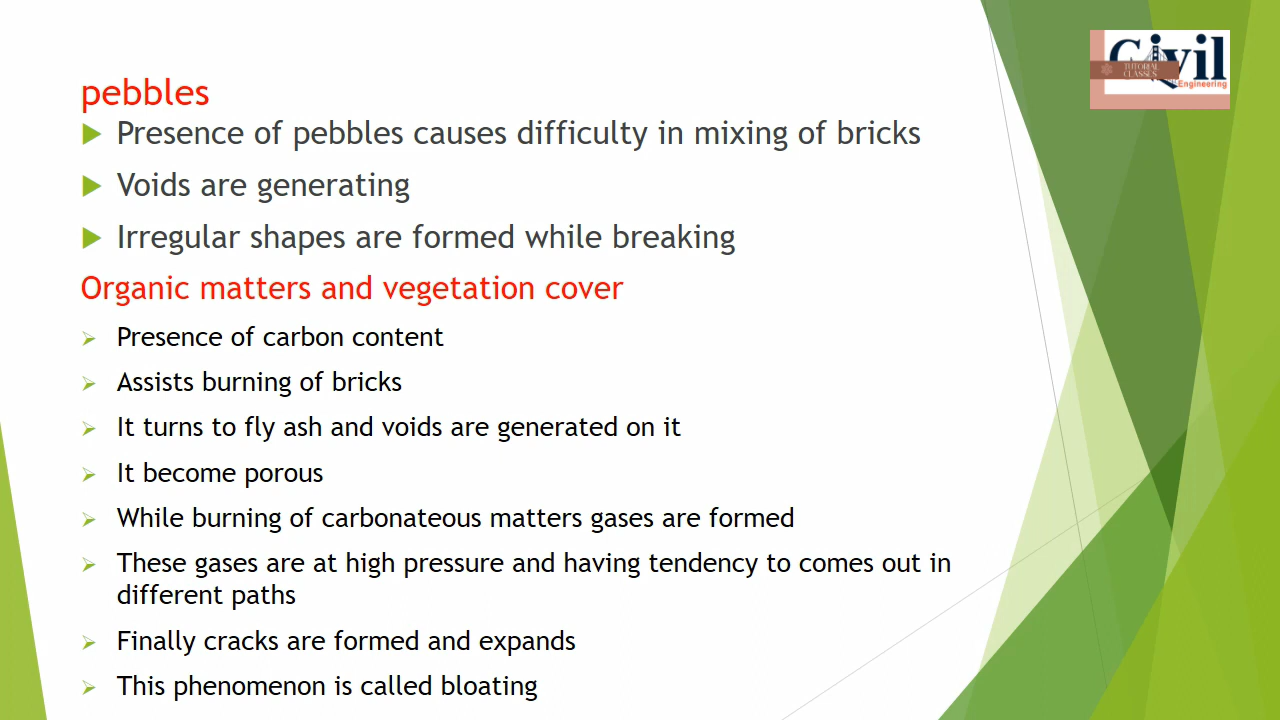 Civil
TUTORIAL
CLASSES
Engineering
pebbles
Presence of pebbles causes difficulty in mixing of bricks
Voids are generating
Irregular shapes are formed while breaking
Organic matters and vegetation cover
Presence of carbon content
Assists burning of bricks
It turns to fly ash and voids are generated on it
It become porous
While burning of carbonateous matters gases are formed
These gases are at high pressure and having tendency to comes out in
different paths
Finally cracks are formed and expands
This phenomenon is called bloating